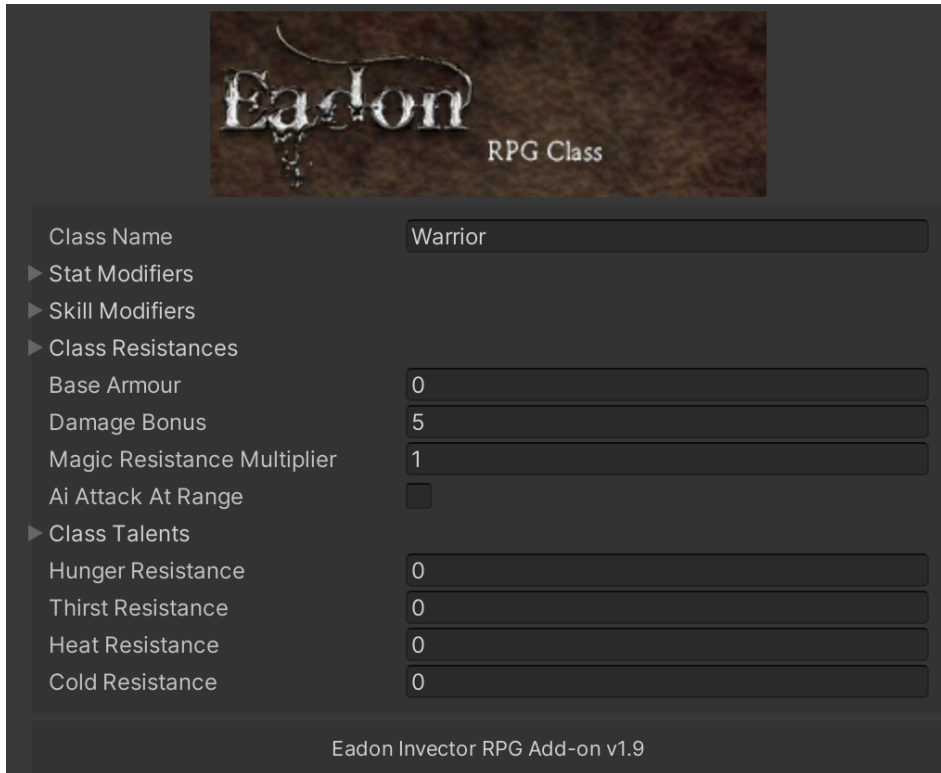 Eadon
RPG Class
Class Name Warrior
Stat Modifiers
Skill Modifiers
Class Resistances
Base Armour 0
Damage Bonus 5
Magic Resistance Multiplier 1
Ai Attack At Range
Class Talents
Hunger Resistance 0
Thirst Resistance 0
Heat Resistance 0
Cold Resistance 0
Eadon Invector RPG Add-on v1.9